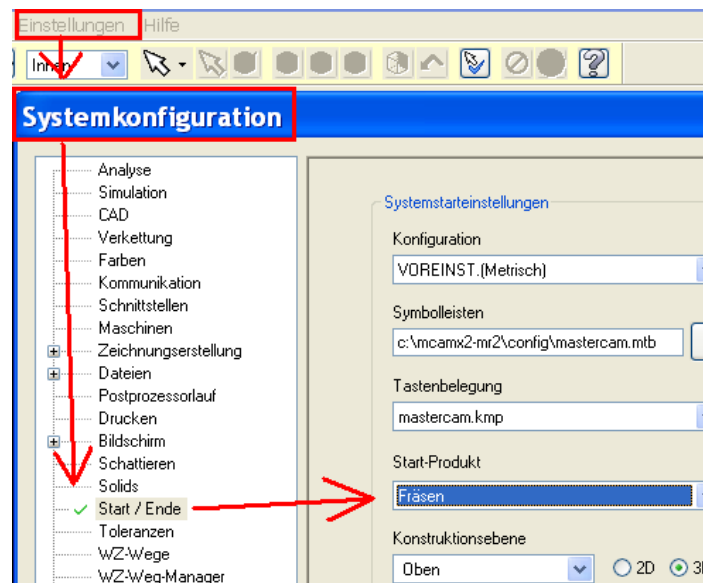 Einstellungen Hilfe
Innen
Systemkonfiguration
Analyse
Simulation
CAD
Verkettung
Farben
Kommunikation
Schnittstellen
Maschinen
Zeichnungserstellung
Dateien
Postprozessorlauf
Drucken
Bildschirm
Schattieren
Solids
Start / Ende
Toleranzen
WZ-Wege
WZ-Weg-Manager
Systemstarteinstellungen
Konfiguration
VOREINST.(Metrisch)
Symbolleisten
c:\mcamx2-mr2\config\mastercam.mtb
Tastenbelegung
mastercam.kmp
Start-Produkt
Fräsen
Konstruktionsebene
Oben 2D 3